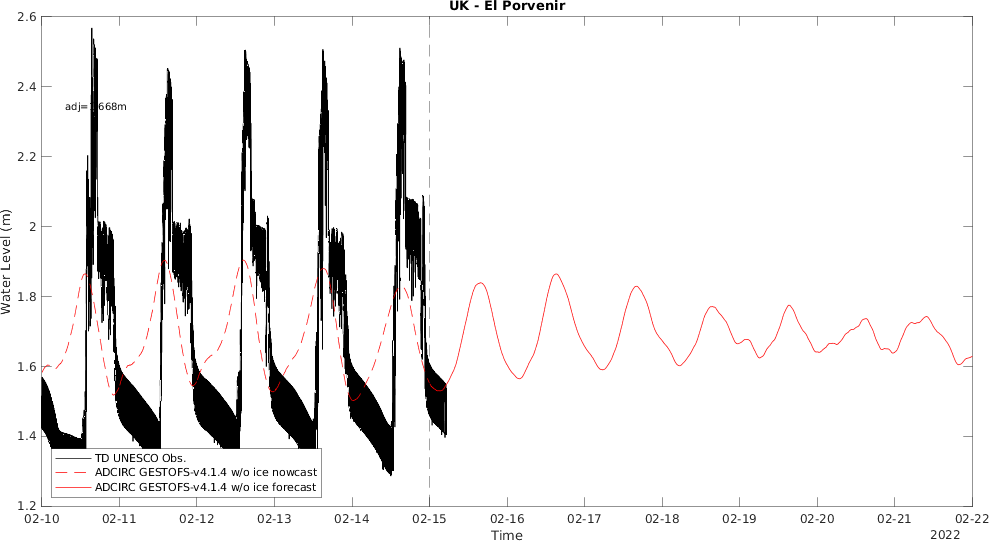 UK - El Porvenir
2.6
2.4
adj=1.668m
2.2
2
1.8
1.6
1.4
1.2
Water Level (m)
TD UNESCO Obs.
ADCIRC GESTOFS-v4.1.4 w/o ice nowcast
ADCIRC GESTOFS-v4.1.4 w/o ice forecast
02-10 02-11 02-12 02-13 02-14 02-15 02-16 02-17 02-18 02-19 02-20 02-21 02-22
Time
2022